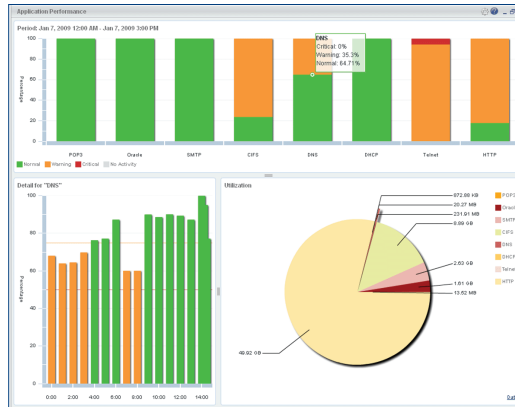 Application Performance
Period: Jan 7, 2009 12:00 AM - Jan 7, 2009 3:00 PM
DNS
Critical: 0%
Warning: 35.3%
Normal: 64.71%
100
80
60
40
20
0
Percentage
POP3 Oracle SMTP CIFS DNS DHCP Telnet HTTP
Normal Warning Critical No Activity
Detail for "DNS"
100
80
60
40
20
0
Percentage
0:00 2:00 4:00 6:00 8:00 10:00 12:00 14:00
Utilization
972.89 KB
20.27 MB
231.91 MB
8.89 GB
2.63 GB
1.61 GB
13.52 MB
49.92 GB
POP3
Oracl
SMTP
CIFS
DNS
DHCP
Telne
HTTP